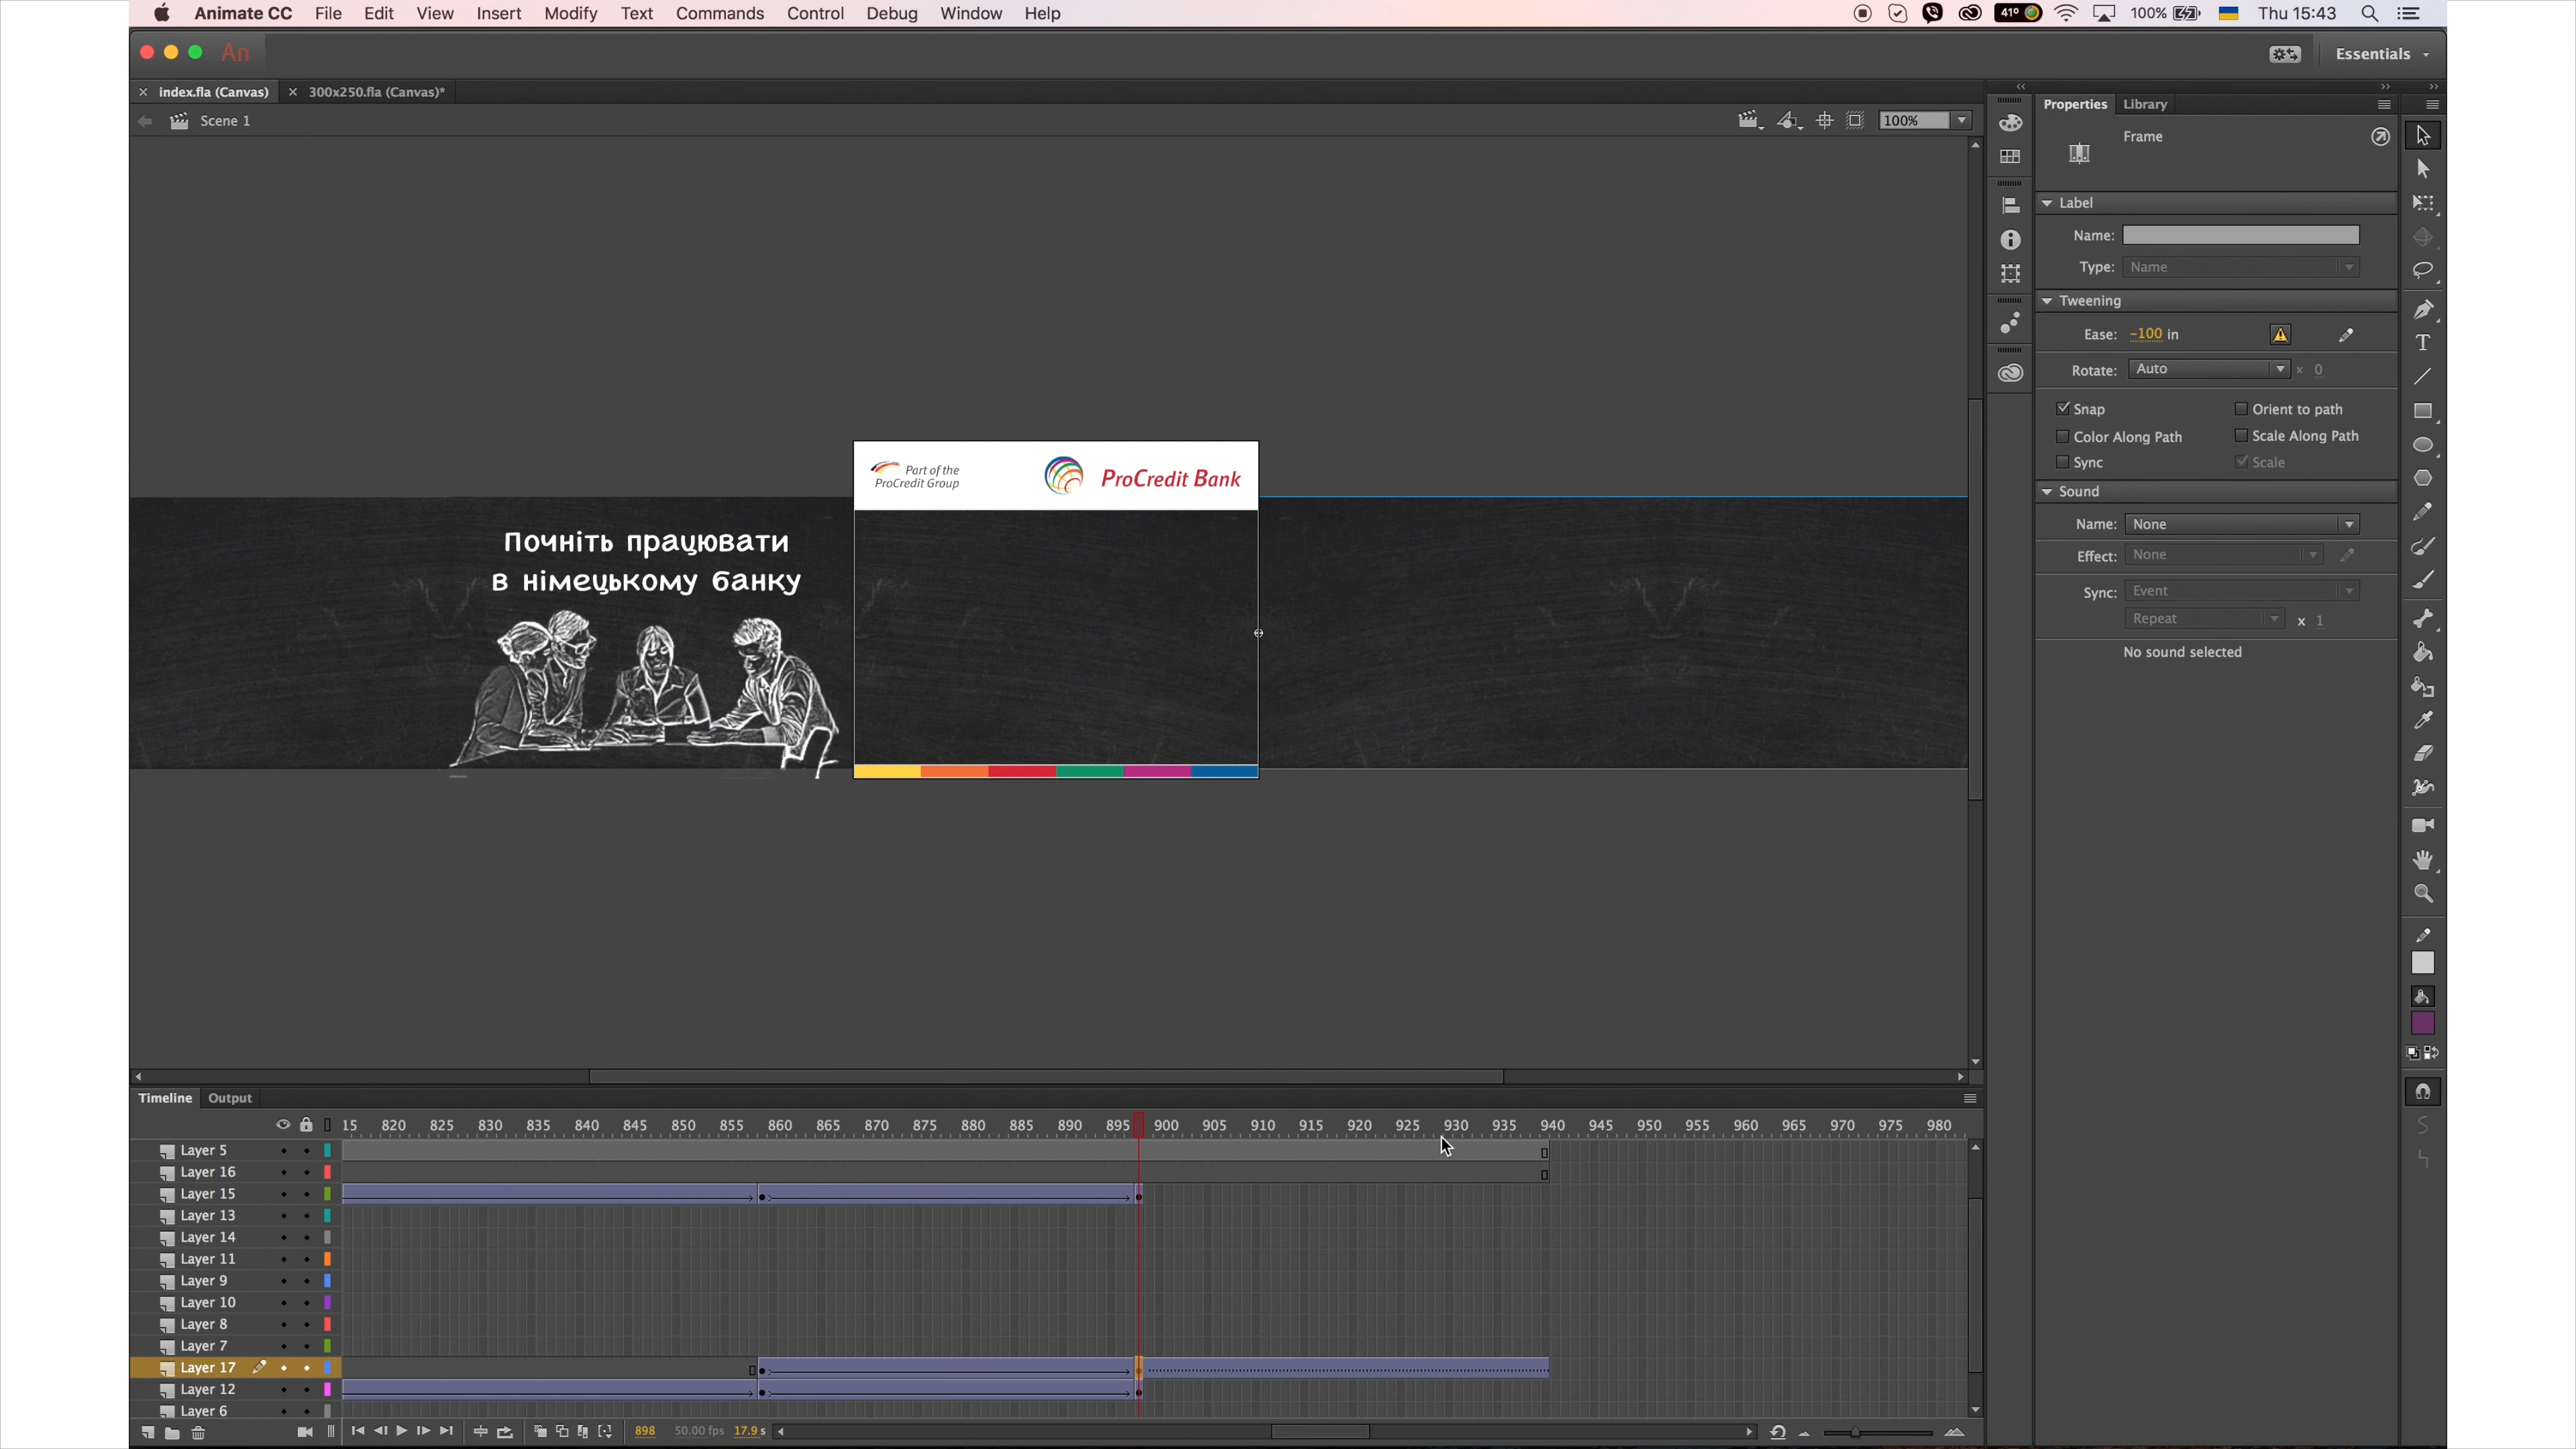 Animate CC File Edit View Insert Modify Text Commands Control Debug Window Help 41° 100% Thu 15:43
An Essentials
index.fla (Canvas) 300x250.fla (Canvas)*
Scene 1 100%
Properties Library
Frame
Label
Name:
Type: Name
Tweening
Ease: -100 in
Rotate: Auto x 0
Snap Orient to path
Color Along Path Scale Along Path
Sync Scale
Sound
Name: None
Effect: None
Sync: Event
Repeat x 1
No sound selected
Part of the
ProCredit Group
ProCredit Bank
Почніть працювати
в німецькому банку
Timeline Output
15 820 825 830 835 840 845 850 855 860 865 870 875 880 885 890 895 900 905 910 915 920 925 930 935 940 945 950 955 960 965 970 975 980
Layer 5
Layer 16
Layer 15
Layer 13
Layer 14
Layer 11
Layer 9
Layer 10
Layer 8
Layer 7
Layer 17
Layer 12
Layer 6
898 50.00 fps 17.9 s